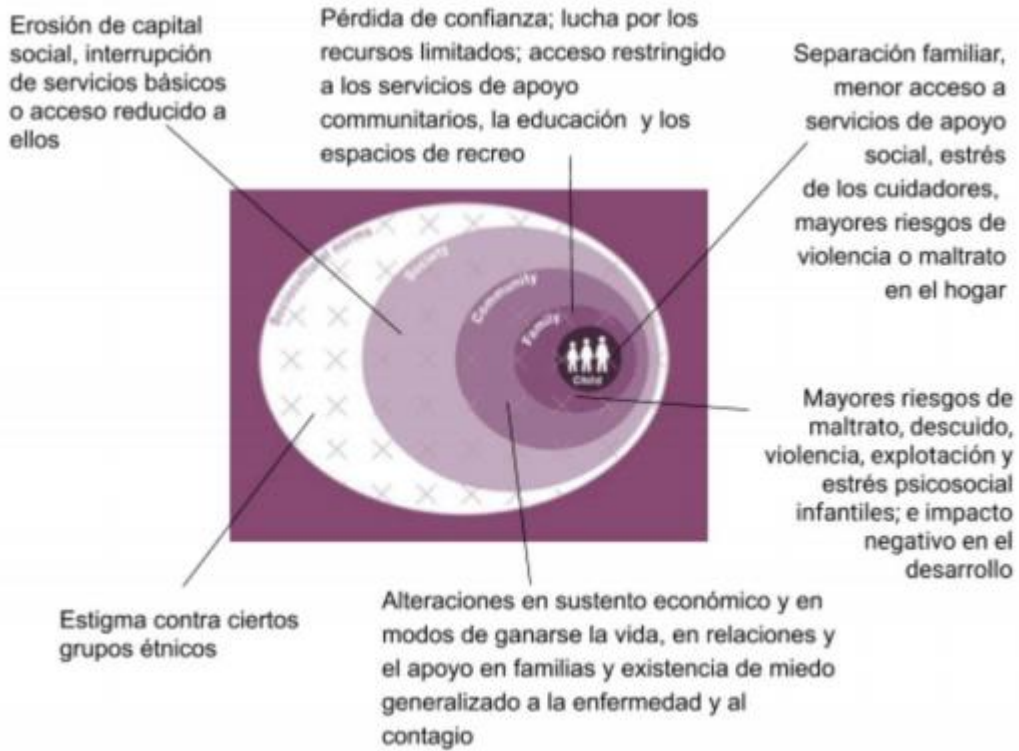 Erosión de capital
social, interrupción
de servicios básicos
o acceso reducido a
ellos
Pérdida de confianza; lucha por los
recursos limitados; acceso restringido
a los servicios de apoyo
communitarios, la educación y los
espacios de recreo
Separación familiar,
menor acceso a
servicios de apoyo
social, estrés
de los cuidadores,
mayores riesgos de
violencia o maltrato
en el hogar
Sociocultural norms
Society
Community
Family
Child
Mayores riesgos de
maltrato, descuido,
violencia, explotación y
estrés psicosocial
infantiles; e impacto
negativo en el
desarrollo
Estigma contra ciertos
grupos étnicos
Alteraciones en sustento económico y en
modos de ganarse la vida, en relaciones y
el apoyo en familias y existencia de miedo
generalizado a la enfermedad y al
contagio